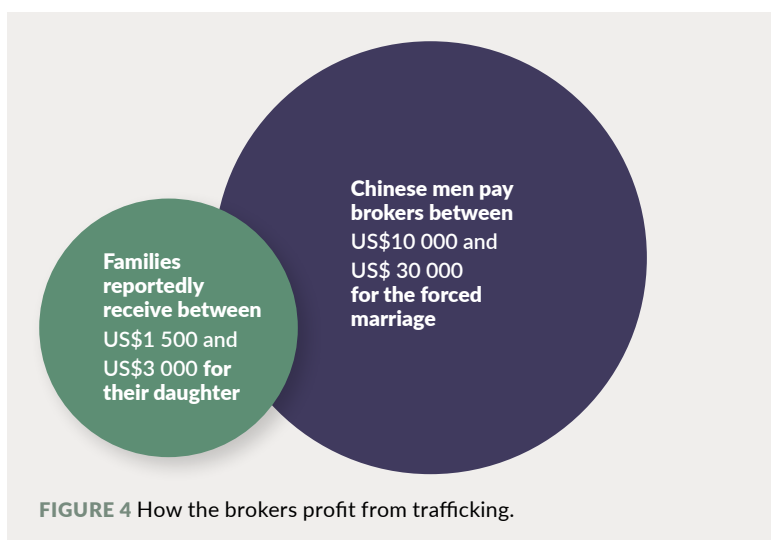 Chinese men pay
brokers between
US$10 000 and
US$ 30 000
for the forced
marriage
Families
reportedly
receive between
US$1 500 and
US$3 000 for
their daughter
FIGURE 4 How the brokers profit from trafficking.